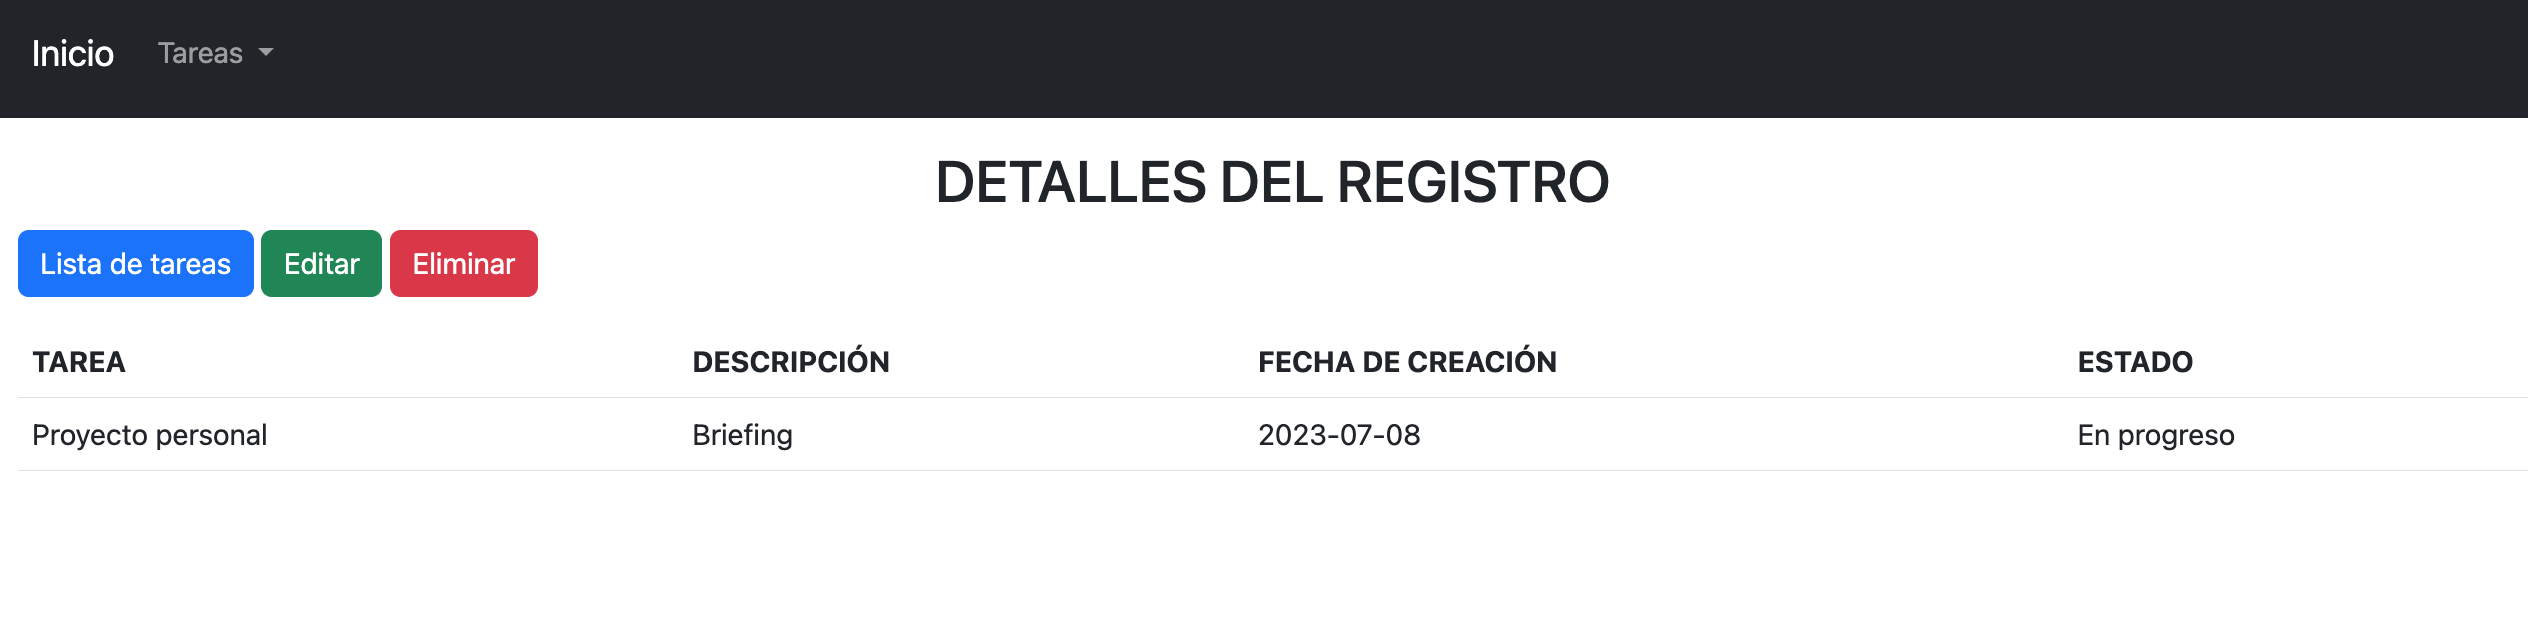 Inicio Tareas
DETALLES DEL REGISTRO
Lista de tareas Editar Eliminar
TAREA DESCRIPCIÓN FECHA DE CREACIÓN ESTADO
Proyecto personal Briefing 2023-07-08 En progreso